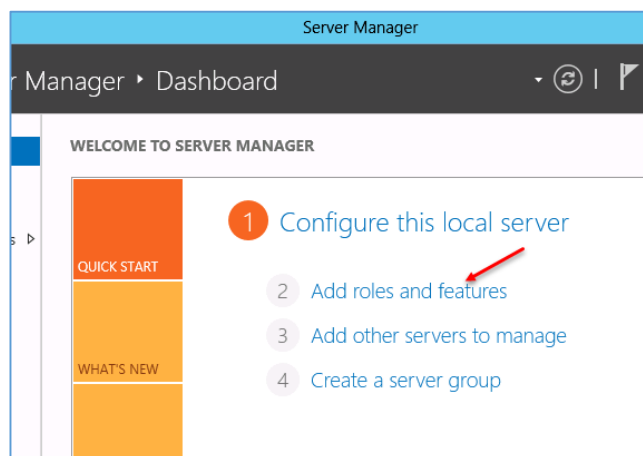 Server Manager
r Manager ‣ Dashboard
WELCOME TO SERVER MANAGER
1 Configure this local server
s
QUICK START
2 Add roles and features
3 Add other servers to manage
WHAT'S NEW
4 Create a server group